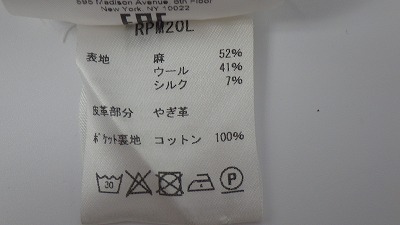 595 Madison Avenue 6th Floor
New York, NY 10022
RPM20L
表地 麻 52%
ウール 41%
シルク 7%
皮革部分 やぎ革
ポケット裏地 コットン 100%
30
P